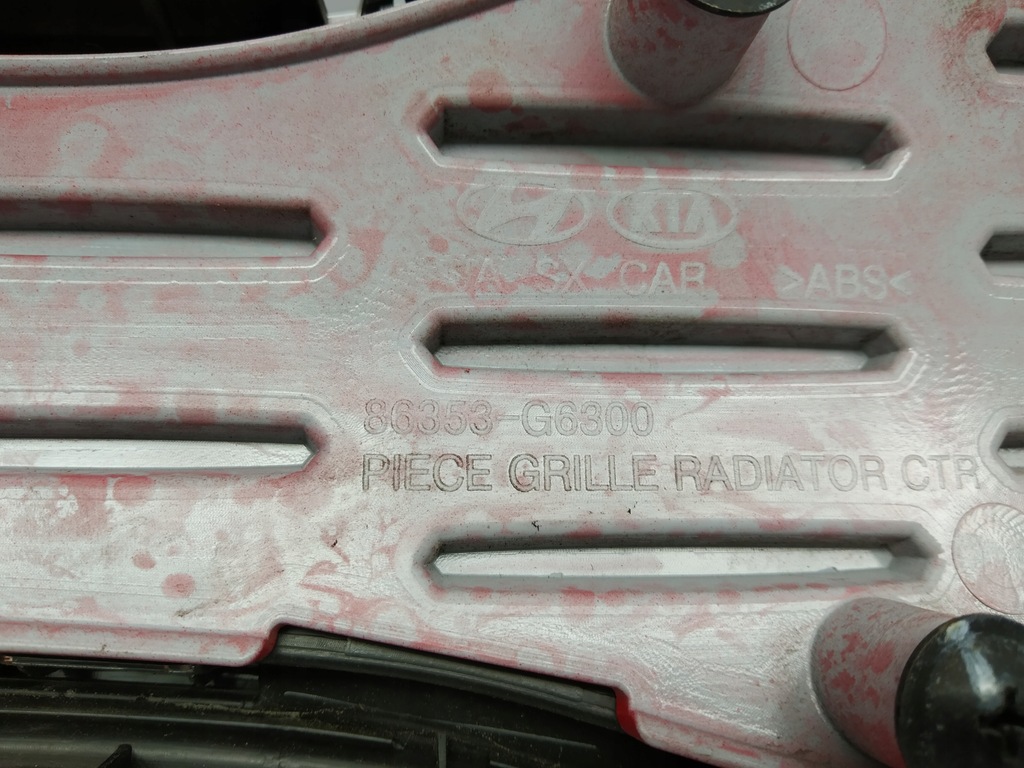 KIA
SX CAR >ABS<
86353-G6300
PIECE GRILLE RADIATOR CTR